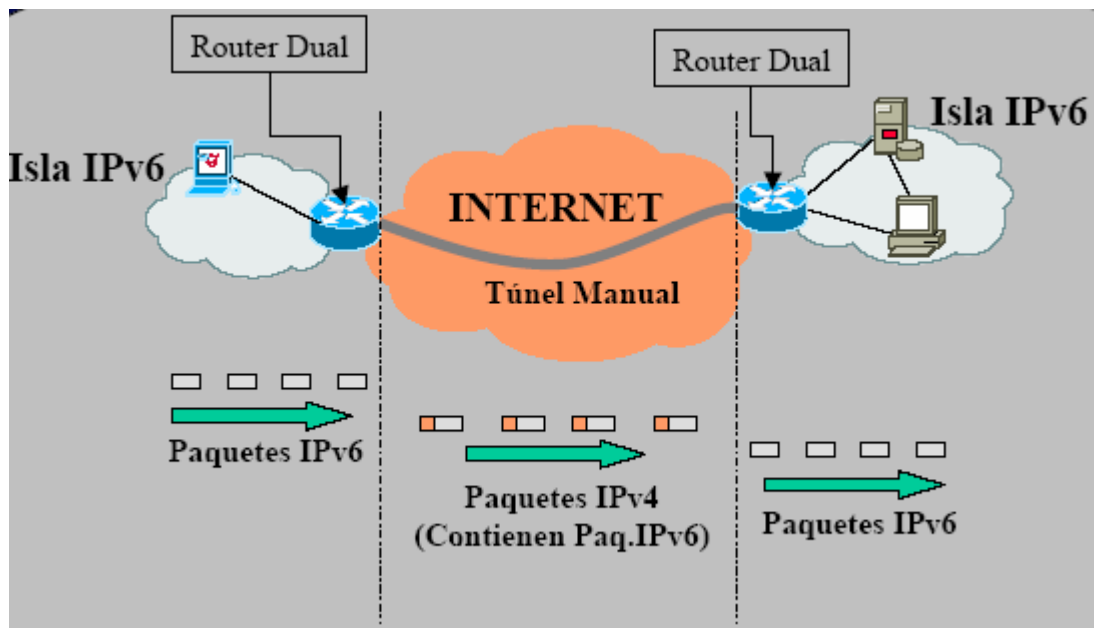 Router Dual
Router Dual
Isla IPv6
Isla IPv6
INTERNET
Túnel Manual
Paquetes IPv6
Paquetes IPv4
(Contienen Paq.IPv6)
Paquetes IPv6